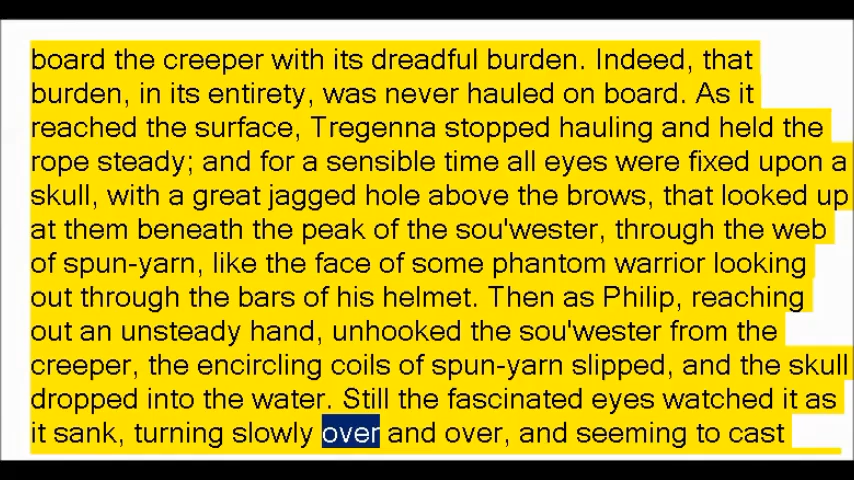 board the creeper with its dreadful burden. Indeed, that
burden, in its entirety, was never hauled on board. As it
reached the surface, Tregenna stopped hauling and held the
rope steady; and for a sensible time all eyes were fixed upon a
skull, with a great jagged hole above the brows, that looked up
at them beneath the peak of the sou'wester, through the web
of spun-yarn, like the face of some phantom warrior looking
out through the bars of his helmet. Then as Philip, reaching
out an unsteady hand, unhooked the sou'wester from the
creeper, the encircling coils of spun-yarn slipped, and the skull
dropped into the water. Still the fascinated eyes watched it as
it sank, turning slowly over and over, and seeming to cast